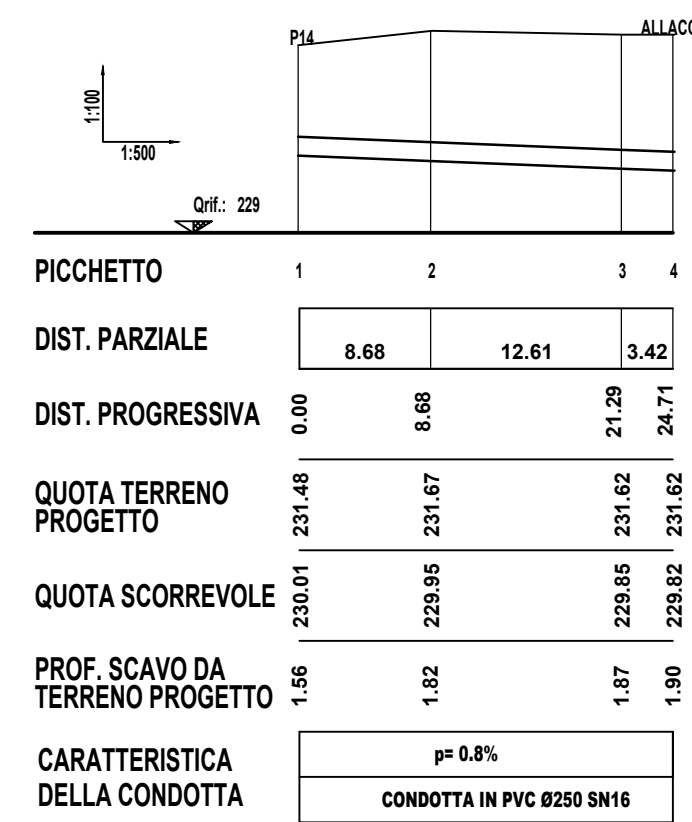 P14 ALLACC
1:100
1:500
Qrif.: 229
PICCHETTO 1 2 3 4
DIST. PARZIALE 8.68 12.61 3.42
DIST. PROGRESSIVA 0.00 8.68 21.29 24.71
QUOTA TERRENO
PROGETTO 231.48 231.67 231.62 231.62
QUOTA SCORREVOLE 230.01 229.95 229.85 229.82
PROF. SCAVO DA
TERRENO PROGETTO 1.56 1.82 1.87 1.90
CARATTERISTICA p= 0.8%
DELLA CONDOTTA CONDOTTA IN PVC Ø250 SN16